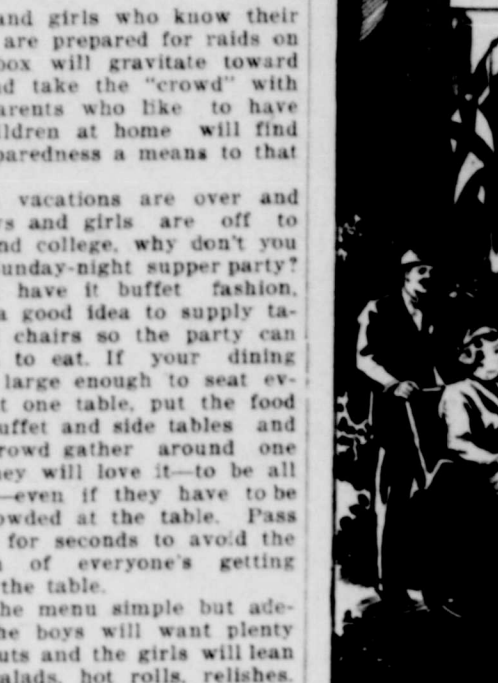 and girls who know their
are prepared for raids on
box will gravitate toward
take the "crowd" with
arents who like to have
ildren at home will find
paredness a means to that
vacations are over and
s and girls are off to
nd college, why don't you
unday-night supper party?
have it buffet fashion,
a good idea to supply ta-
chairs so the party can
to eat. If your dining
large enough to seat ev-
t one table, put the food
uffet and side tables and
rowd gather around one
ey will love it—to be all
—even if they have to be
owded at the table. Pass
for seconds to avoid the
of everyone's getting
the table.
he menu simple but ade-
he boys will want plenty
uts and the girls will lean
alads, hot rolls, relishes.